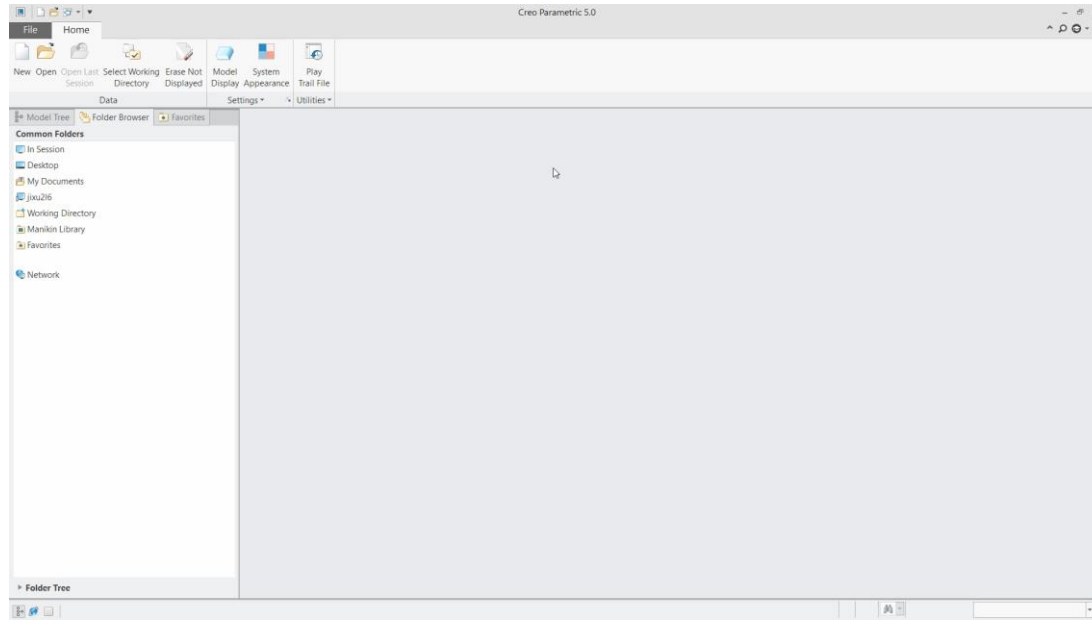 Creo Parametric 5.0
File Home
New Open Open Last Session Select Working Directory Erase Not Displayed Model Display System Appearance Play Trail File
Data Settings Utilities
Model Tree Folder Browser Favorites
Common Folders
In Session
Desktop
My Documents
jixu2l6
Working Directory
Manikin Library
Favorites
Network
Folder Tree